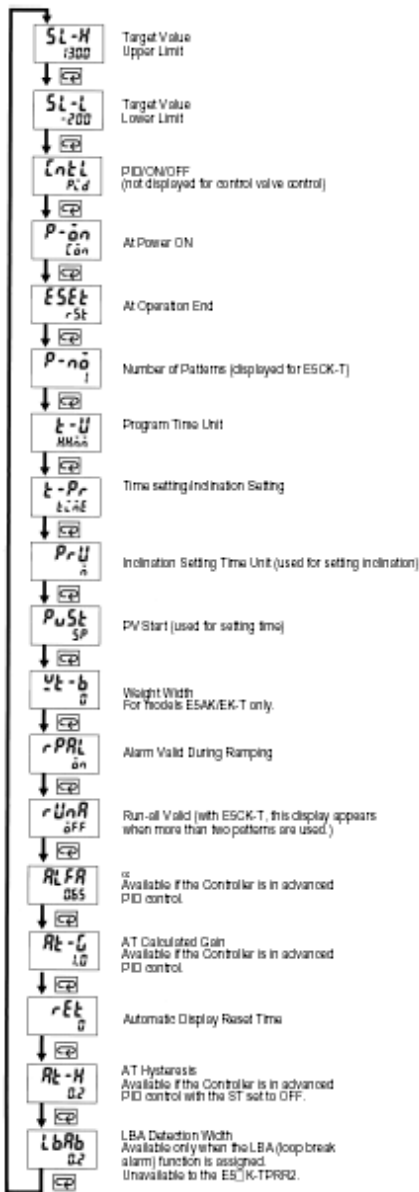 SL-H
1300
Target Value
Upper Limit
SL-L
-200
Target Value
Lower Limit
CntL
Pid
PID/ON/OFF
(not displayed for control valve control)
P-on
Con
At Power ON
ESEt
rSt
At Operation End
P-no
1
Number of Patterns (displayed for E5CK-T)
t-U
HHmm
Program Time Unit
t-Pr
timE
Time setting/Inclination Setting
PrU
m
Inclination Setting Time Unit (used for setting inclination)
PvSt
SP
PV Start (used for setting time)
Wt-b
0
Weight Width
For models E5AK/EK-T only.
rPAL
on
Alarm Valid During Ramping
rUnA
oFF
Run-all Valid (with E5CK-T, this display appears
when more than two patterns are used.)
ALFA
0.65
α
Available if the Controller is in advanced
PID control.
At-G
1.0
AT Calculated Gain
Available if the Controller is in advanced
PID control.
rEt
0
Automatic Display Reset Time
At-H
0.2
AT Hysteresis
Available if the Controller is in advanced
PID control with the ST set to OFF.
LbAb
0.2
LBA Detection Width
Available only when the LBA (loop break
alarm) function is assigned.
Unavailable to the E5□K-TPRR2.